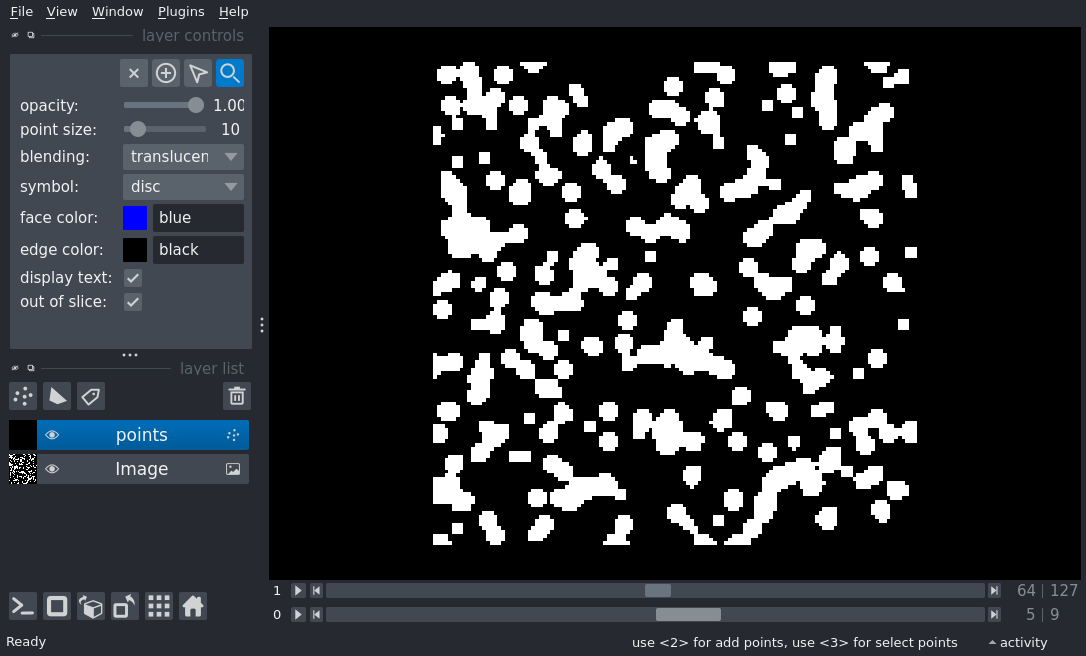 File View Window Plugins Help
layer controls
opacity: 1.00
point size: 10
blending: translucen
symbol: disc
face color: blue
edge color: black
display text:
out of slice:
layer list
points
Image
1 64 | 127
0 5 | 9
Ready use <2> for add points, use <3> for select points activity